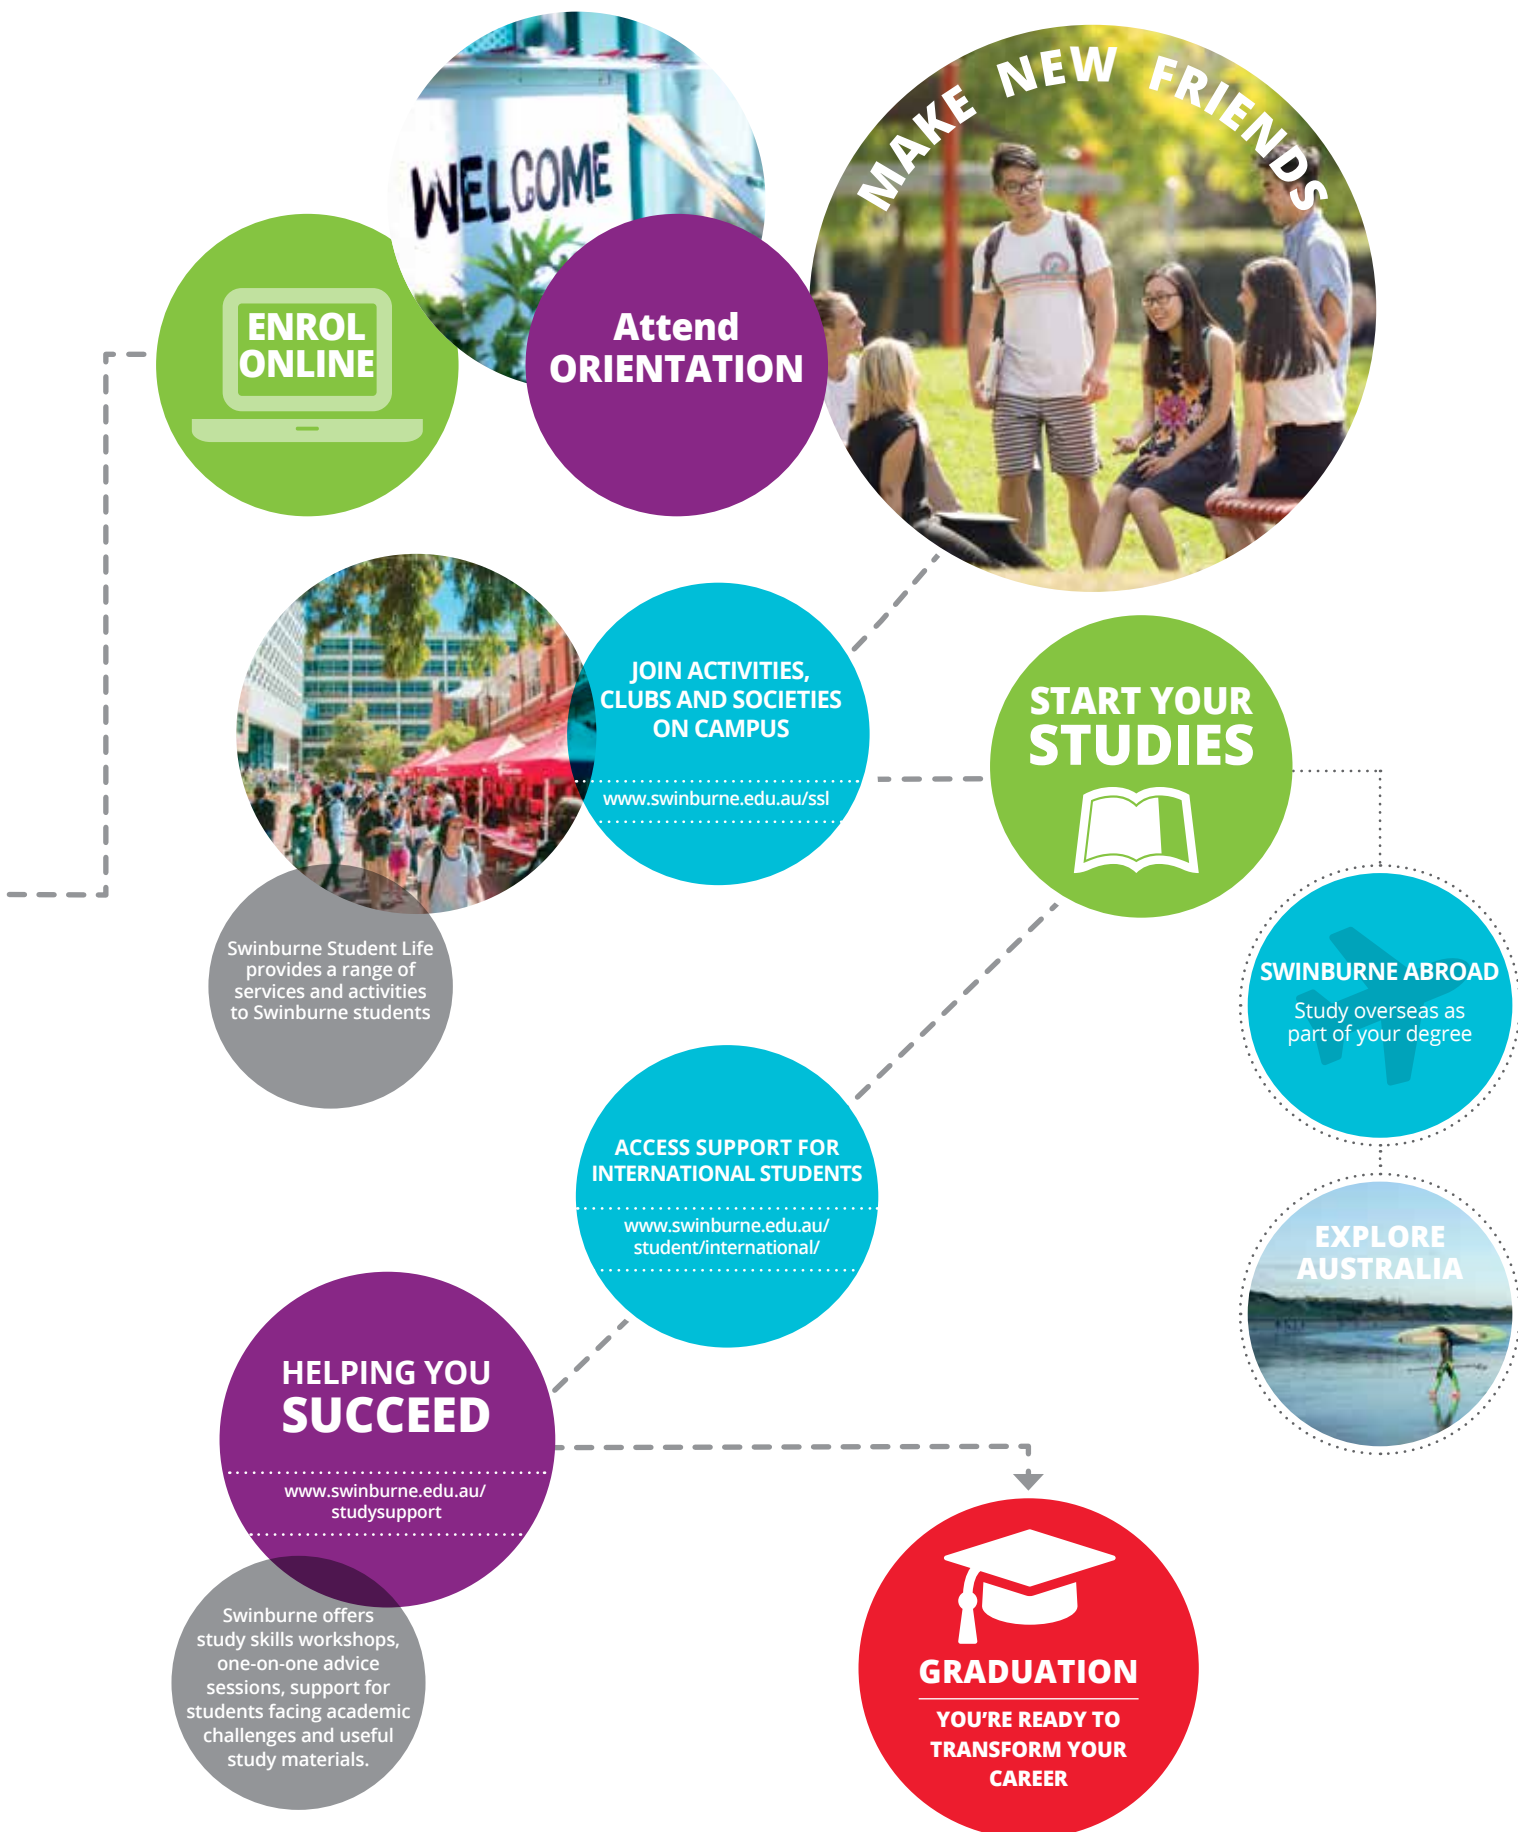 WELCOME
MAKE NEW FRIENDS
ENROL
ONLINE
Attend
ORIENTATION
JOIN ACTIVITIES,
CLUBS AND SOCIETIES
ON CAMPUS
www.swinburne.edu.au/ssl
START YOUR
STUDIES
Swinburne Student Life
provides a range of
services and activities
to Swinburne students
SWINBURNE ABROAD
Study overseas as
part of your degree
ACCESS SUPPORT FOR
INTERNATIONAL STUDENTS
www.swinburne.edu.au/
student/international/
EXPLORE
AUSTRALIA
HELPING YOU
SUCCEED
www.swinburne.edu.au/
studysupport
Swinburne offers
study skills workshops,
one-on-one advice
sessions, support for
students facing academic
challenges and useful
study materials.
GRADUATION
YOU'RE READY TO
TRANSFORM YOUR
CAREER